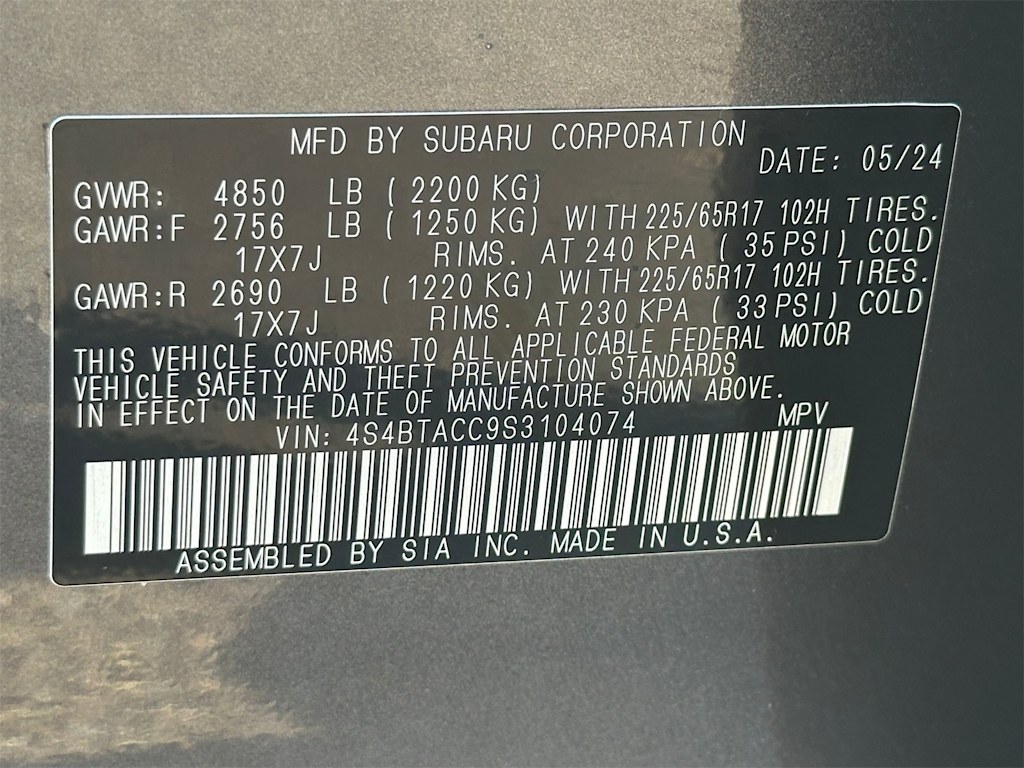 MFD BY SUBARU CORPORATION
DATE: 05/24
GVWR: 4850 LB ( 2200 KG)
GAWR:F 2756 LB ( 1250 KG) WITH 225/65R17 102H TIRES.
17X7J RIMS. AT 240 KPA ( 35 PSI) COLD
GAWR:R 2690 LB ( 1220 KG) WITH 225/65R17 102H TIRES.
17X7J RIMS. AT 230 KPA 33 PSI) COLD
THIS VEHICLE CONFORMS TO ALL APPLICABLE FEDERAL MOTOR
VEHICLE SAFETY AND THEFT PREVENTION STANDARDS
IN EFFECT ON THE DATE OF MANUFACTURE SHOWN ABOVE.
VIN: 4S4BTACC9S3104074 MPV
ASSEMBLED BY SIA INC. MADE IN U.S.A.